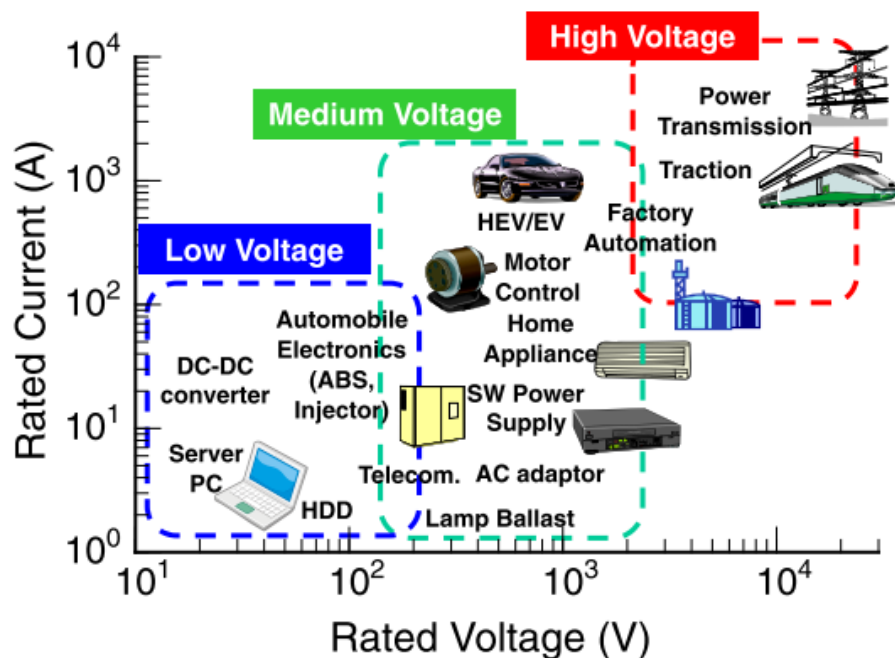 High Voltage
Medium Voltage
Low Voltage
Rated Current (A)
10⁴
10³
10²
10¹
10⁰
Power
Transmission
Traction
HEV/EV
Factory
Automation
Motor
Control
Automobile
Electronics
(ABS,
Injector)
Home
Appliance
DC-DC
converter
SW Power
Supply
Server
PC
HDD
Telecom.
AC adaptor
Lamp Ballast
10¹
10²
10³
10⁴
Rated Voltage (V)